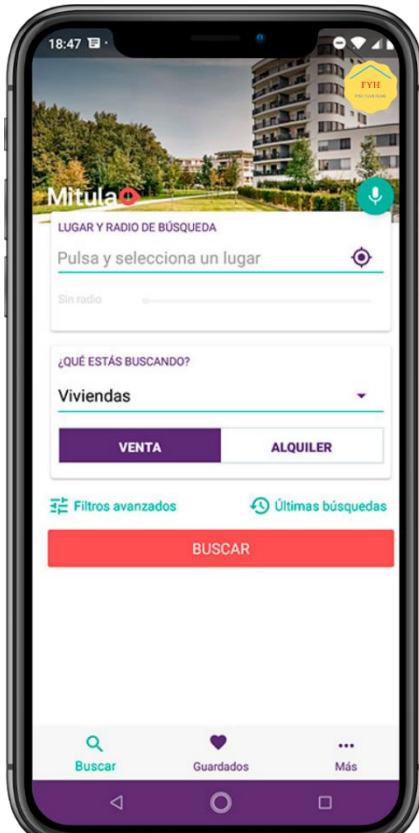 18:47
FYH
Mitula
LUGAR Y RADIO DE BÚSQUEDA
Pulsa y selecciona un lugar
Sin radio
¿QUÉ ESTÁS BUSCANDO?
Viviendas
VENTA ALQUILER
Filtros avanzados Últimas búsquedas
BUSCAR
Buscar Guardados Más